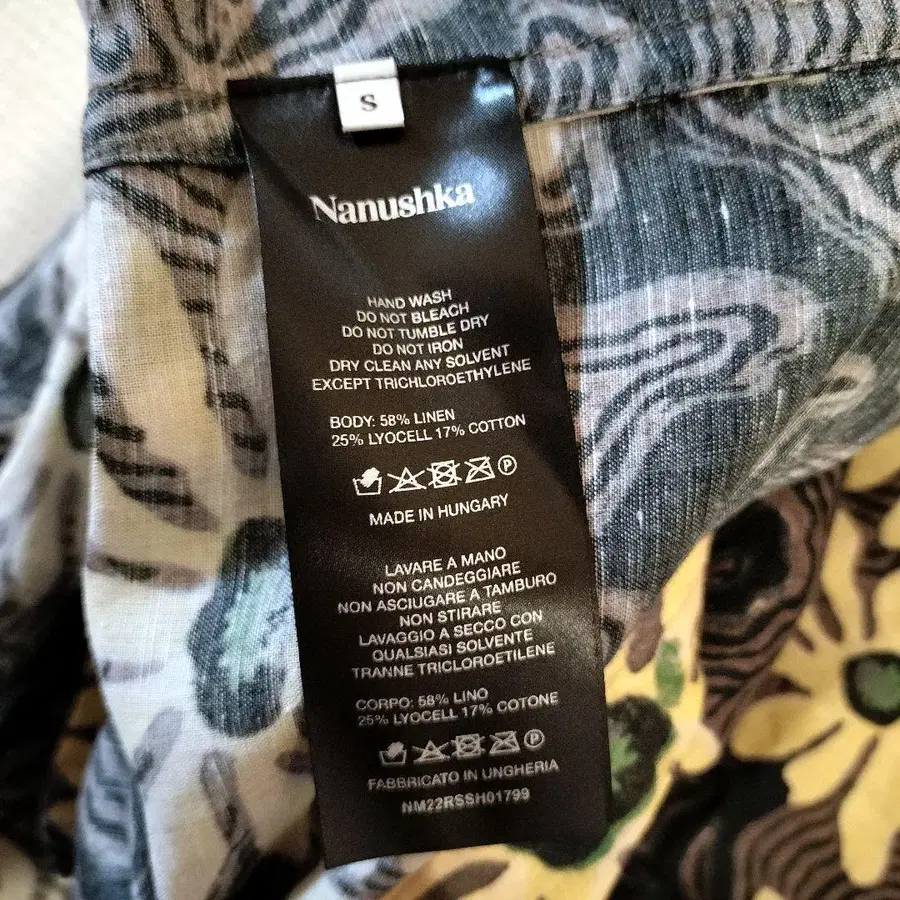 S
Nanushka
HAND WASH
DO NOT BLEACH
DO NOT TUMBLE DRY
DO NOT IRON
DRY CLEAN ANY SOLVENT
EXCEPT TRICHLOROETHYLENE
BODY: 58% LINEN
25% LYOCELL 17% COTTON
P
MADE IN HUNGARY
LAVARE A MANO
NON CANDEGGIARE
NON ASCIUGARE A TAMBURO
NON STIRARE
LAVAGGIO A SECCO CON
QUALSIASI SOLVENTE
TRANNE TRICLOROETILENE
CORPO: 58% LINO
25% LYOCELL 17% COTONE
P
FABBRICATO IN UNGHERIA
NM22RSSH01799